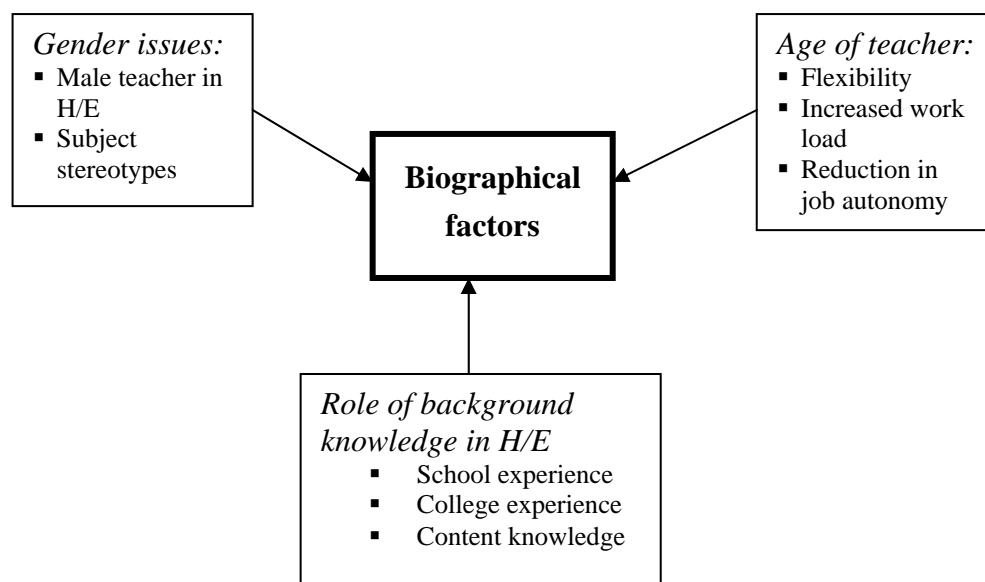 Gender issues:
▪ Male teacher in
H/E
▪ Subject
stereotypes
Age of teacher:
▪ Flexibility
▪ Increased work
load
▪ Reduction in
job autonomy
Biographical
factors
Role of background
knowledge in H/E
▪ School experience
▪ College experience
▪ Content knowledge